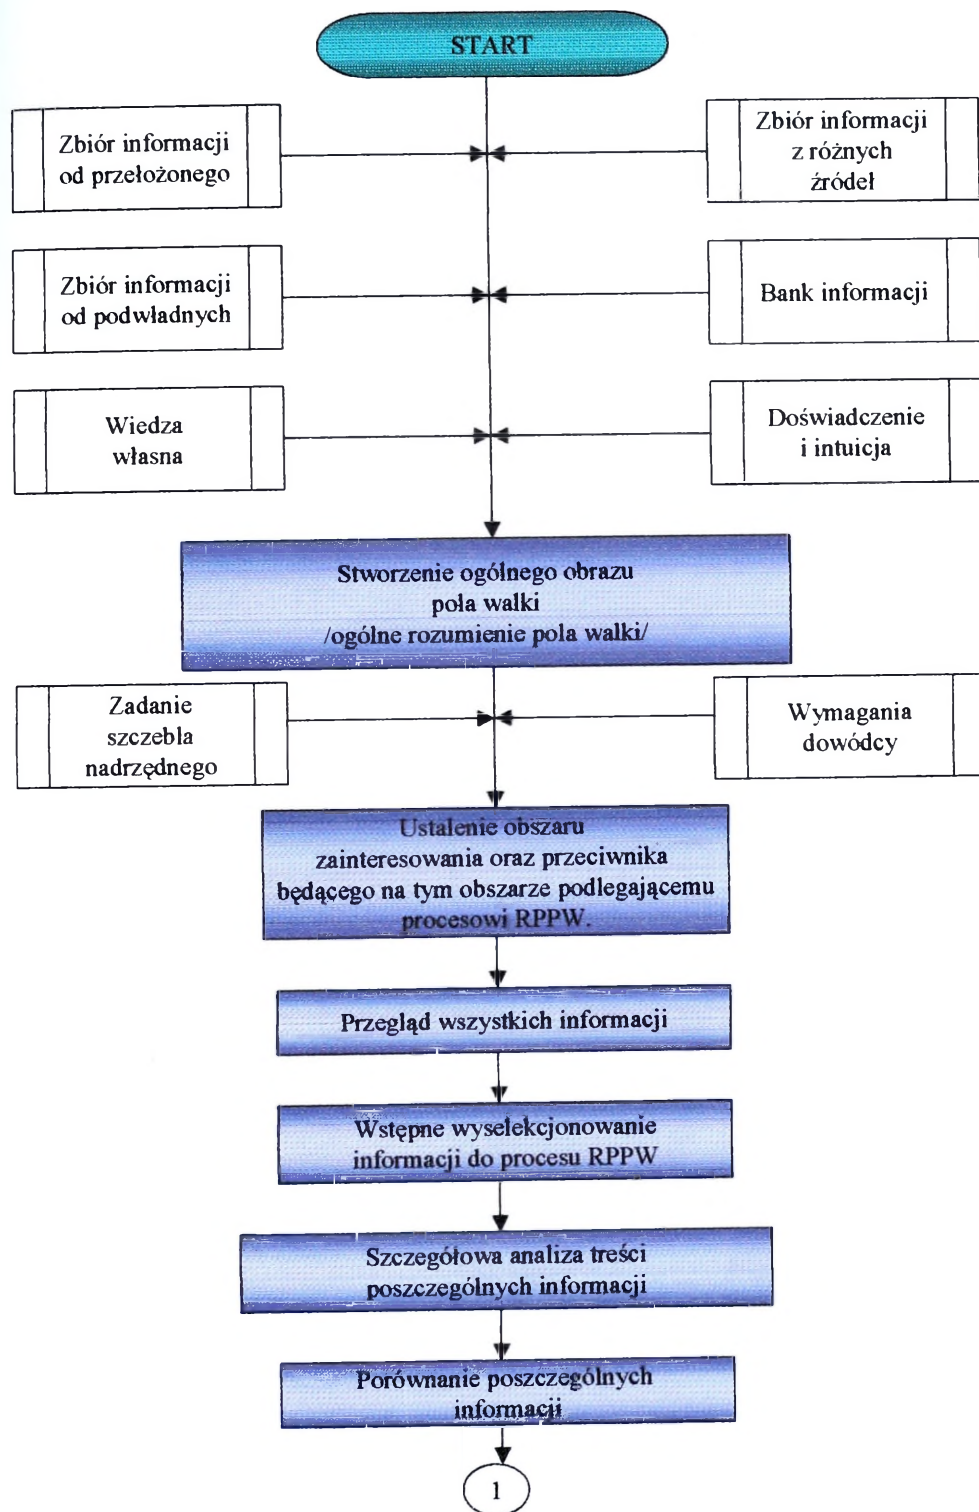 START
Zbiór informacji
od przełożonego
Zbiór informacji
z różnych
źródeł
Zbiór informacji
od podwładnych
Bank informacji
Wiedza
własna
Doświadczenie
i intuicja
Stworzenie ogólnego obrazu
pola walki
/ogólne rozumienie pola walki/
Zadanie
szczebla
nadrzędnego
Wymagania
dowódcy
Ustalenie obszaru
zainteresowania oraz przeciwnika
będącego na tym obszarze podlegającemu
procesowi RPPW.
Przegląd wszystkich informacji
Wstępne wyselekcjonowanie
informacji do procesu RPPW
Szczegółowa analiza treści
poszczególnych informacji
Porównanie poszczególnych
informacji
1